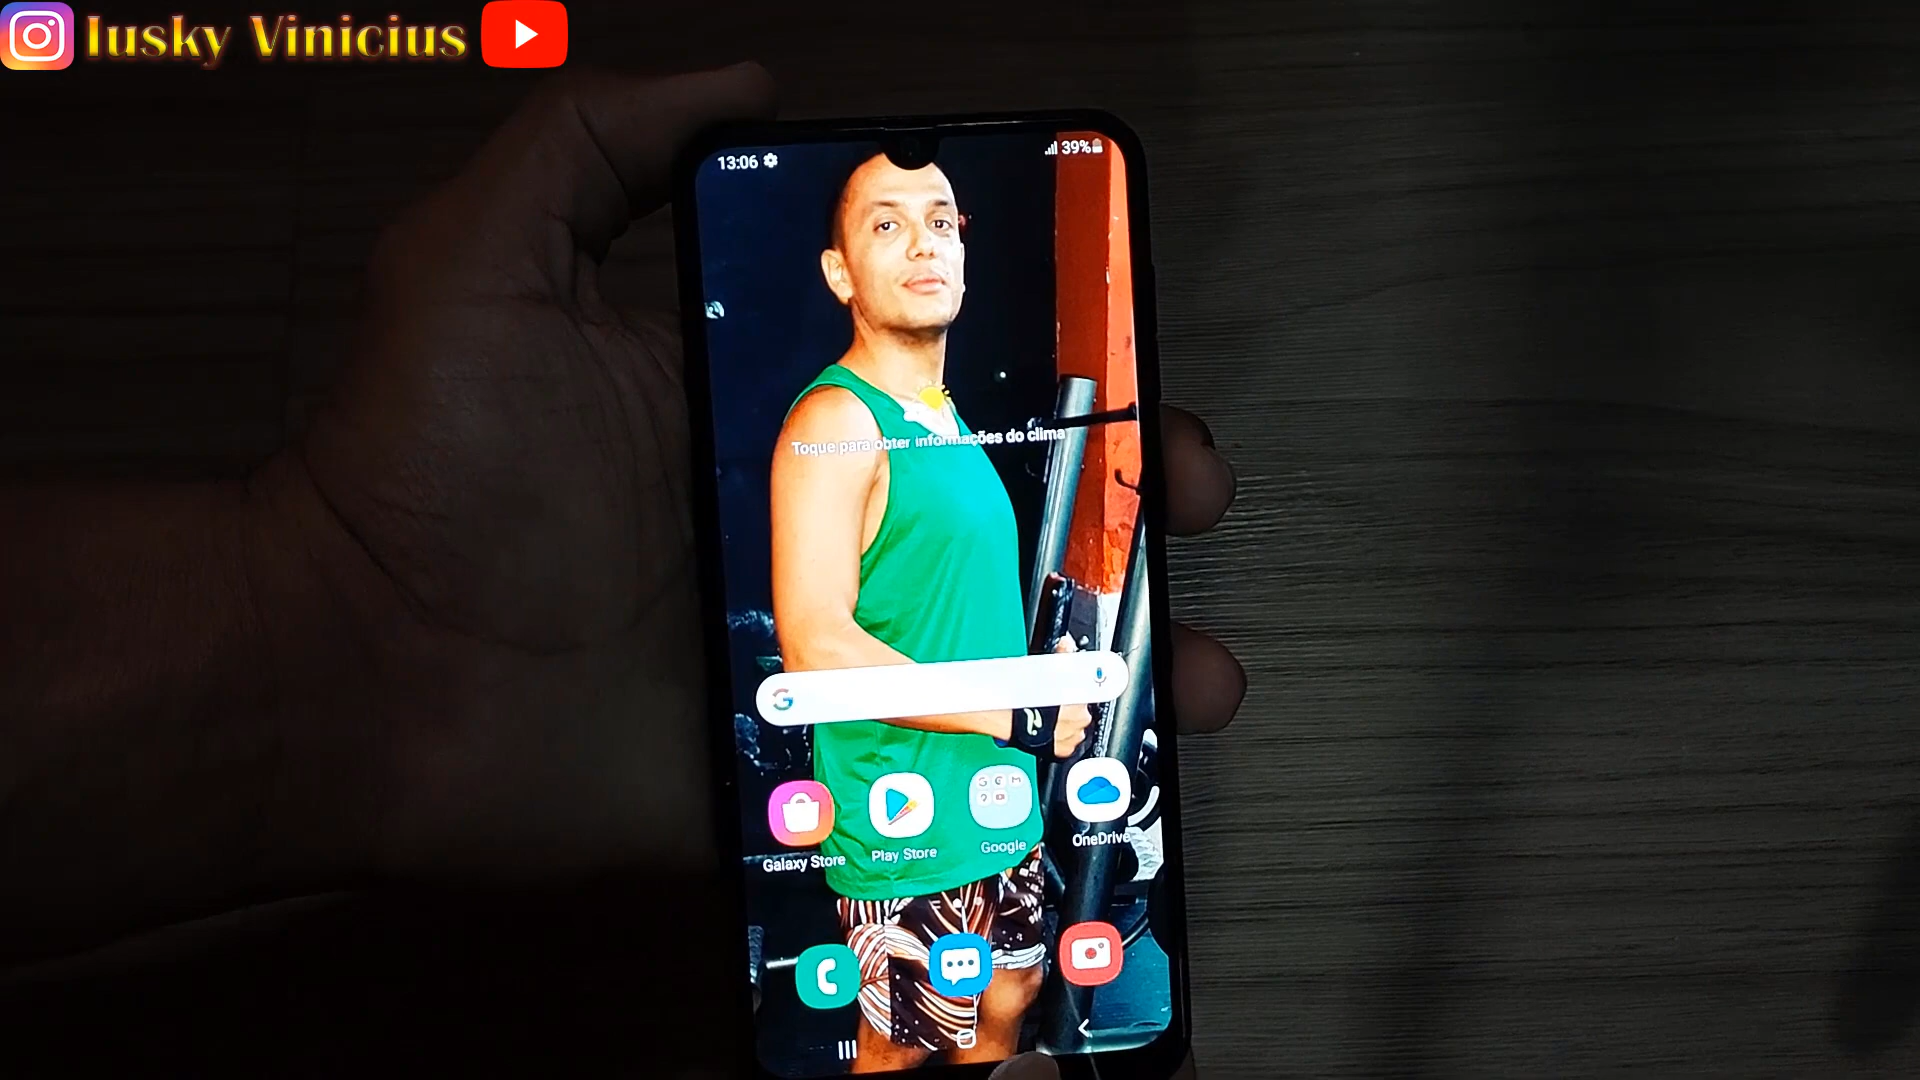 Iusky Vinicius
13:06
39%
Toque para obter informações do clima
G
Galaxy Store
Play Store
Google
OneDrive